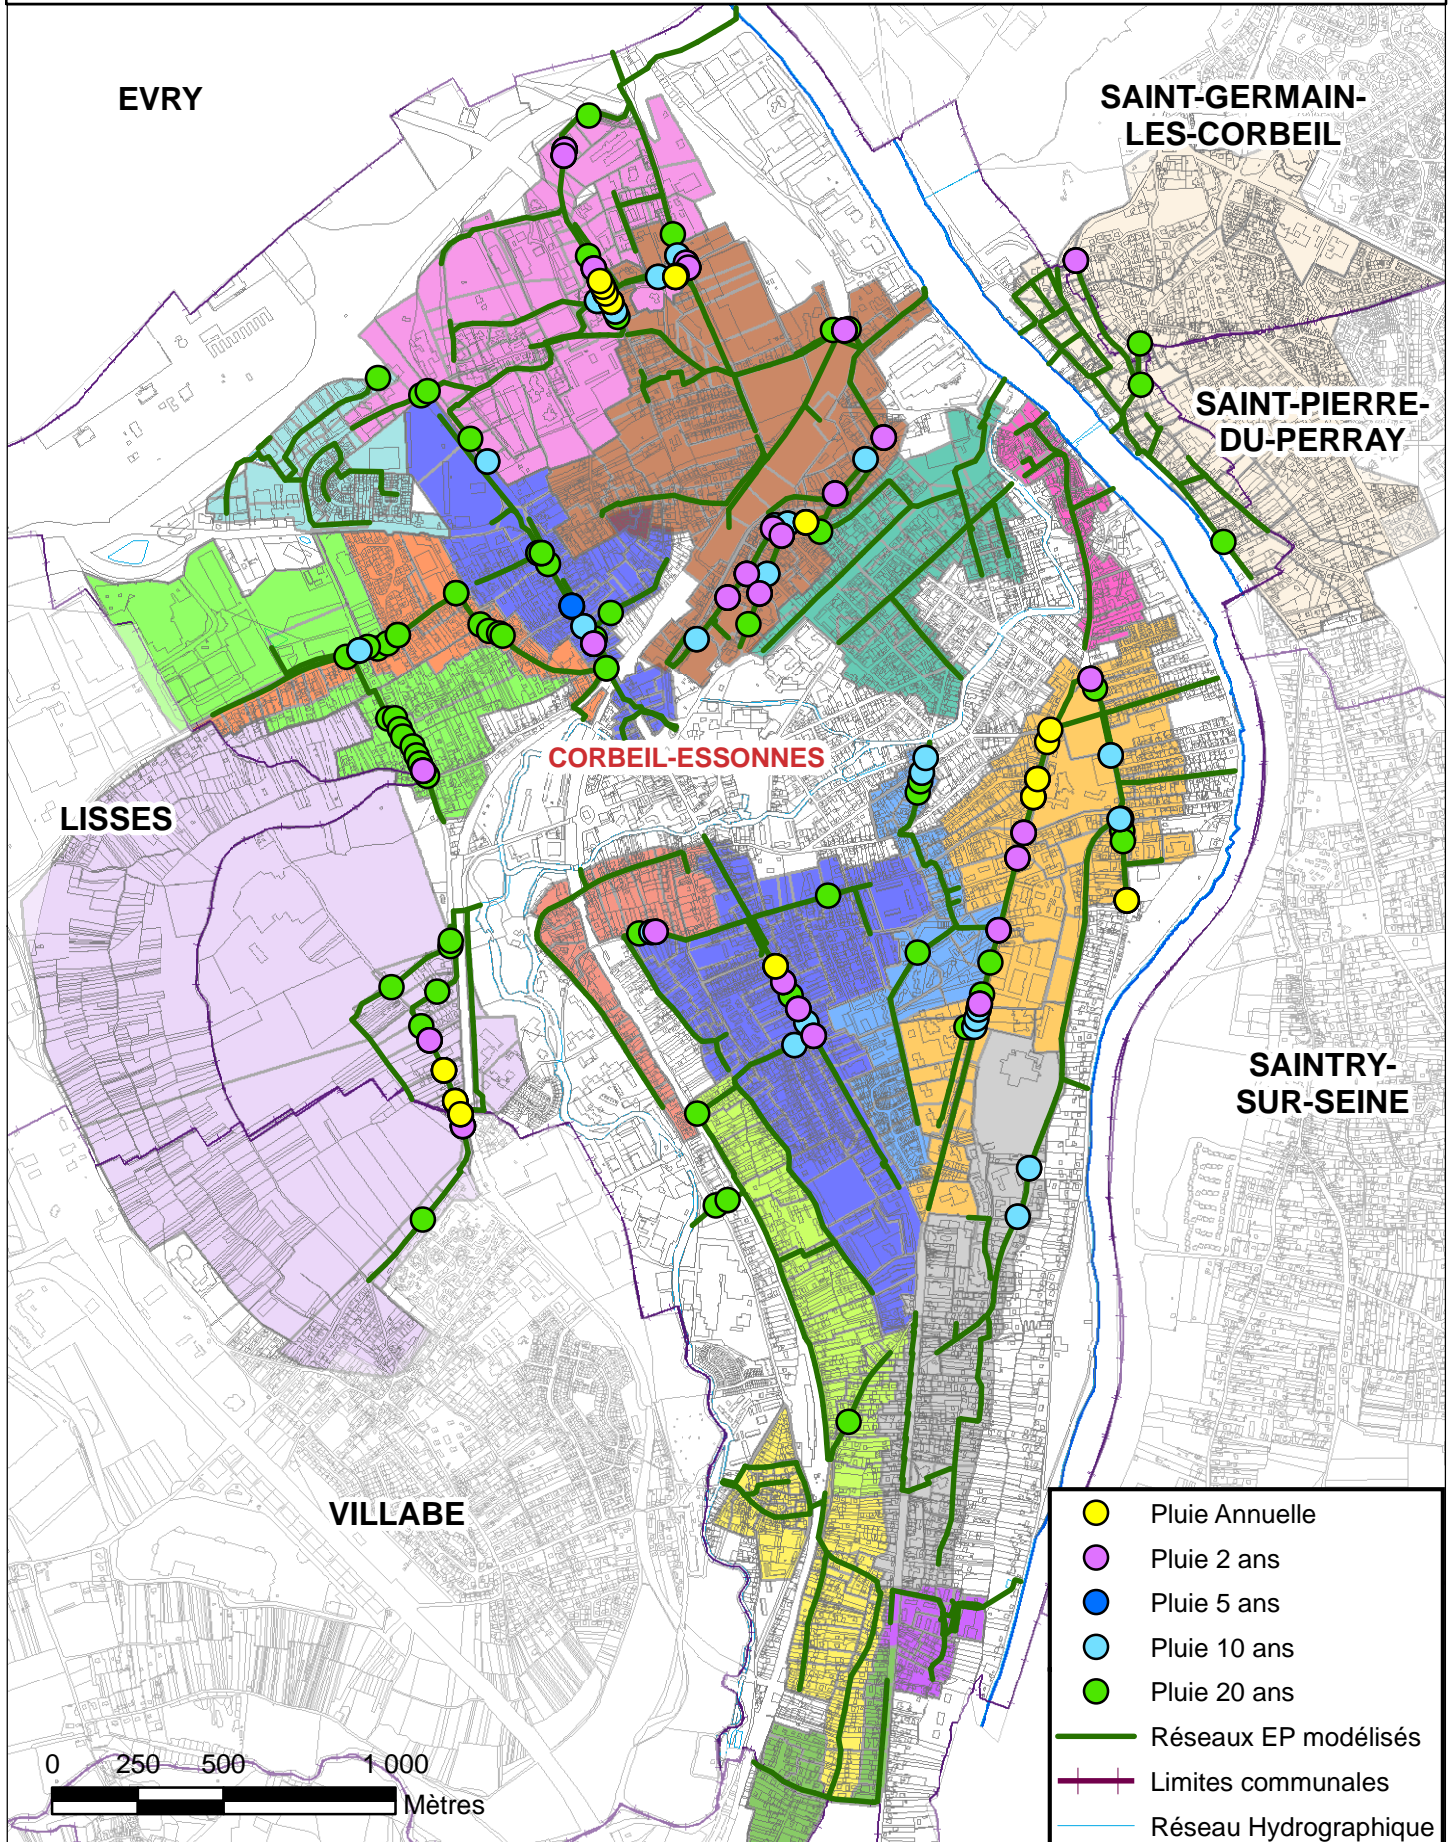 EVRY
SAINT-GERMAIN-
LES-CORBEIL
SAINT-PIERRE-
DU-PERRAY
CORBEIL-ESSONNES
LISSES
SAINTRY-
SUR-SEINE
VILLABE
Pluie Annuelle
Pluie 2 ans
Pluie 5 ans
Pluie 10 ans
Pluie 20 ans
Réseaux EP modélisés
Limites communales
Réseau Hydrographique
0 250 500 1 000
Mètres